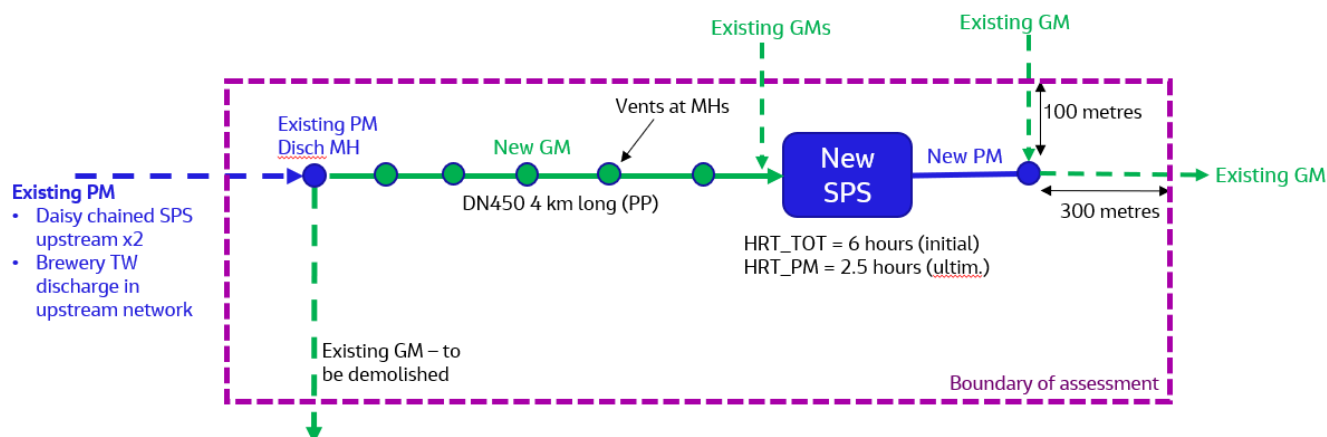 Existing GMs
Existing GM
Vents at MHs
100 metres
Existing PM
Disch MH
New GM
New
SPS
New PM
Existing GM
300 metres
DN450 4 km long (PP)
Existing PM
• Daisy chained SPS
upstream x2
• Brewery TW
discharge in
upstream network
HRT_TOT = 6 hours (initial)
HRT_PM = 2.5 hours (ultim.)
Existing GM – to
be demolished
Boundary of assessment